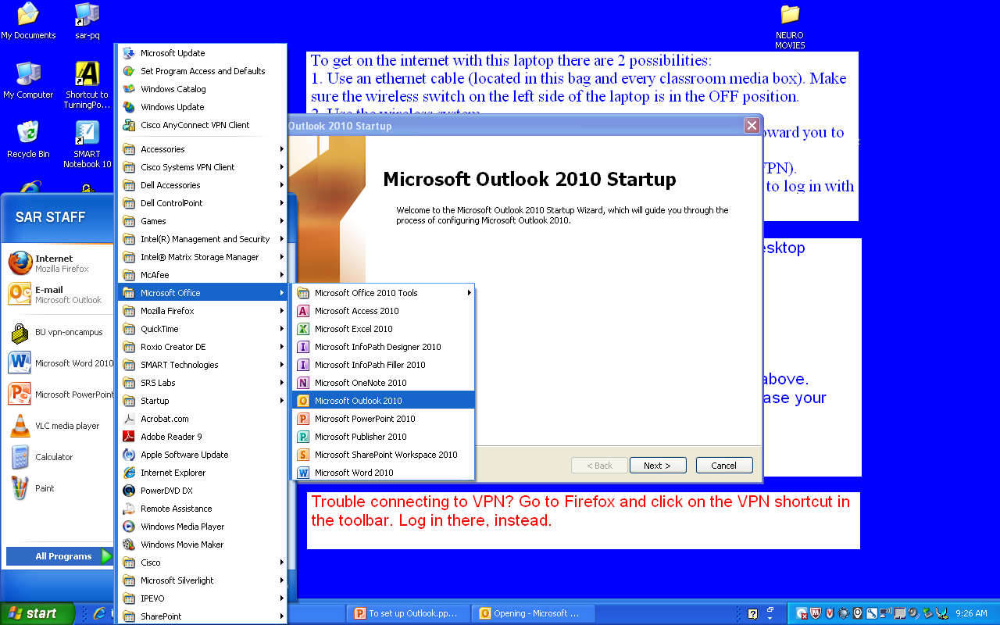 My Documents
sar-pq
NEURO
MOVIES
My Computer
Shortcut to
TurningPo...
Recycle Bin
SMART
Notebook 10
To get on the internet with this laptop there are 2 possibilities:
1. Use an ethernet cable (located in this bag and every classroom media box). Make
sure the wireless switch on the left side of the laptop is in the OFF position.
2. Use the wireless system
oward you to
VPN).
to log in with
esktop
above.
ase your
Trouble connecting to VPN? Go to Firefox and click on the VPN shortcut in
the toolbar. Log in there, instead.
Outlook 2010 Startup
Microsoft Outlook 2010 Startup
Welcome to the Microsoft Outlook 2010 Startup Wizard, which will guide you through the
process of configuring Microsoft Outlook 2010.
< Back
Next >
Cancel
SAR STAFF
Internet
Mozilla Firefox
E-mail
Microsoft Outlook
BU vpn-oncampus
Microsoft Word 2010
Microsoft PowerPoint
VLC media player
Calculator
Paint
All Programs
Microsoft Update
Set Program Access and Defaults
Windows Catalog
Windows Update
Cisco AnyConnect VPN Client
Accessories
Cisco Systems VPN Client
Dell Accessories
Dell ControlPoint
Games
Intel(R) Management and Security
Intel® Matrix Storage Manager
McAfee
Microsoft Office
Mozilla Firefox
QuickTime
Roxio Creator DE
SMART Technologies
SRS Labs
Startup
Acrobat.com
Adobe Reader 9
Apple Software Update
Internet Explorer
PowerDVD DX
Remote Assistance
Windows Media Player
Windows Movie Maker
Cisco
Microsoft Silverlight
IPEVO
SharePoint
Microsoft Office 2010 Tools
Microsoft Access 2010
Microsoft Excel 2010
Microsoft InfoPath Designer 2010
Microsoft InfoPath Filler 2010
Microsoft OneNote 2010
Microsoft Outlook 2010
Microsoft PowerPoint 2010
Microsoft Publisher 2010
Microsoft SharePoint Workspace 2010
Microsoft Word 2010
start
To set up Outlook.pp...
Opening - Microsoft ...
9:26 AM